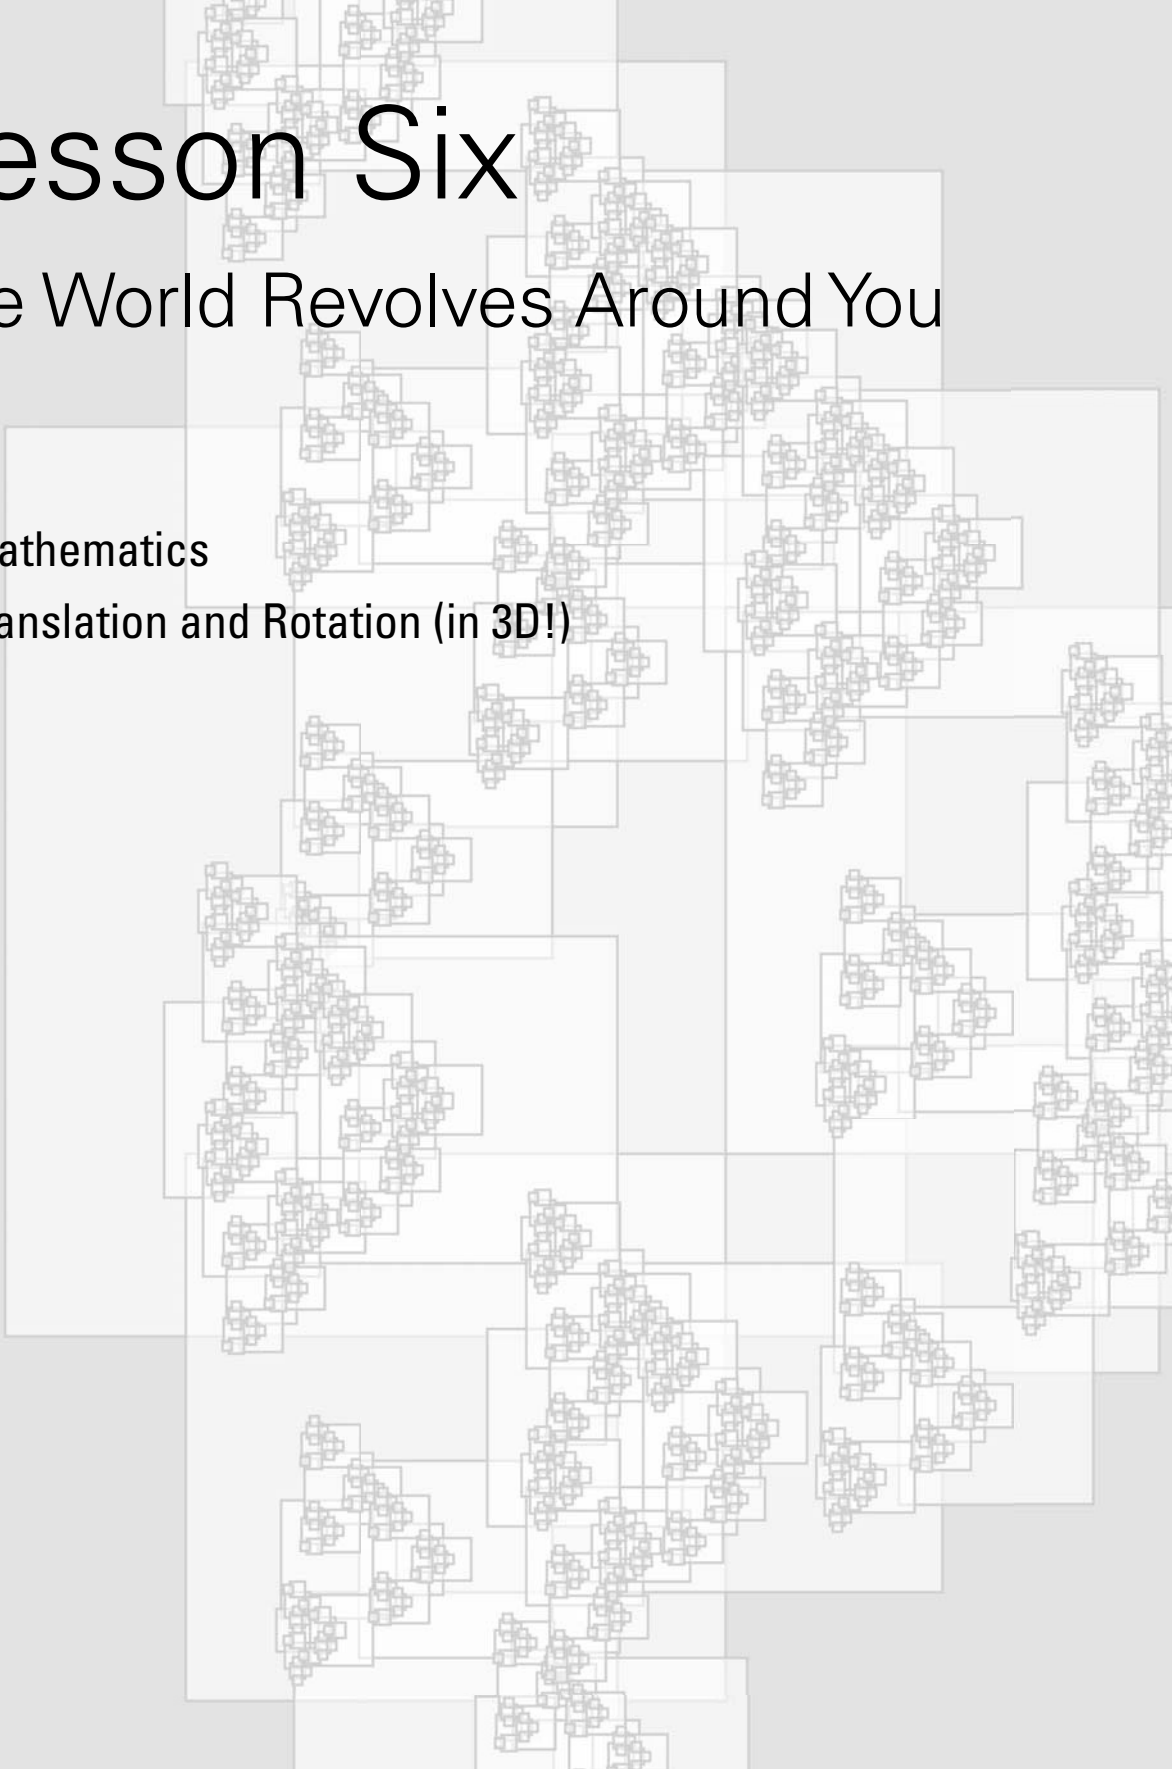 esson Six
e World Revolves Around You
athematics
anslation and Rotation (in 3D!)